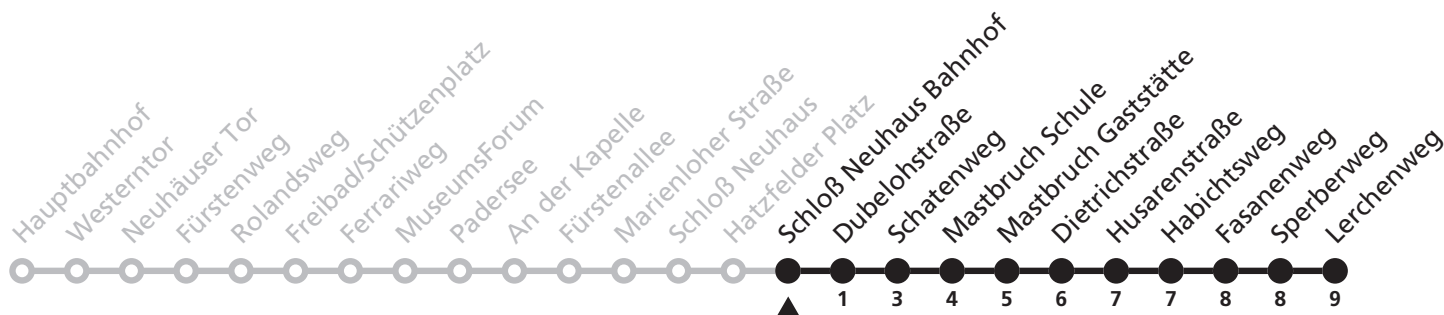 Hauptbahnhof
Westerntor
Neuhäuser Tor
Fürstenweg
Rolandsweg
Freibad/Schützenplatz
Ferrariweg
MuseumsForum
Padersee
An der Kapelle
Fürstenallee
Marienloher Straße
Schloß Neuhaus
Hatzfelder Platz
Schloß Neuhaus Bahnhof
Dubelohstraße
Schatenweg
Mastbruch Schule
Mastbruch Gaststätte
Dietrichstraße
Husarenstraße
Habichtsweg
Fasanenweg
Sperberweg
Lerchenweg
1 3 4 5 6 7 7 8 8 9